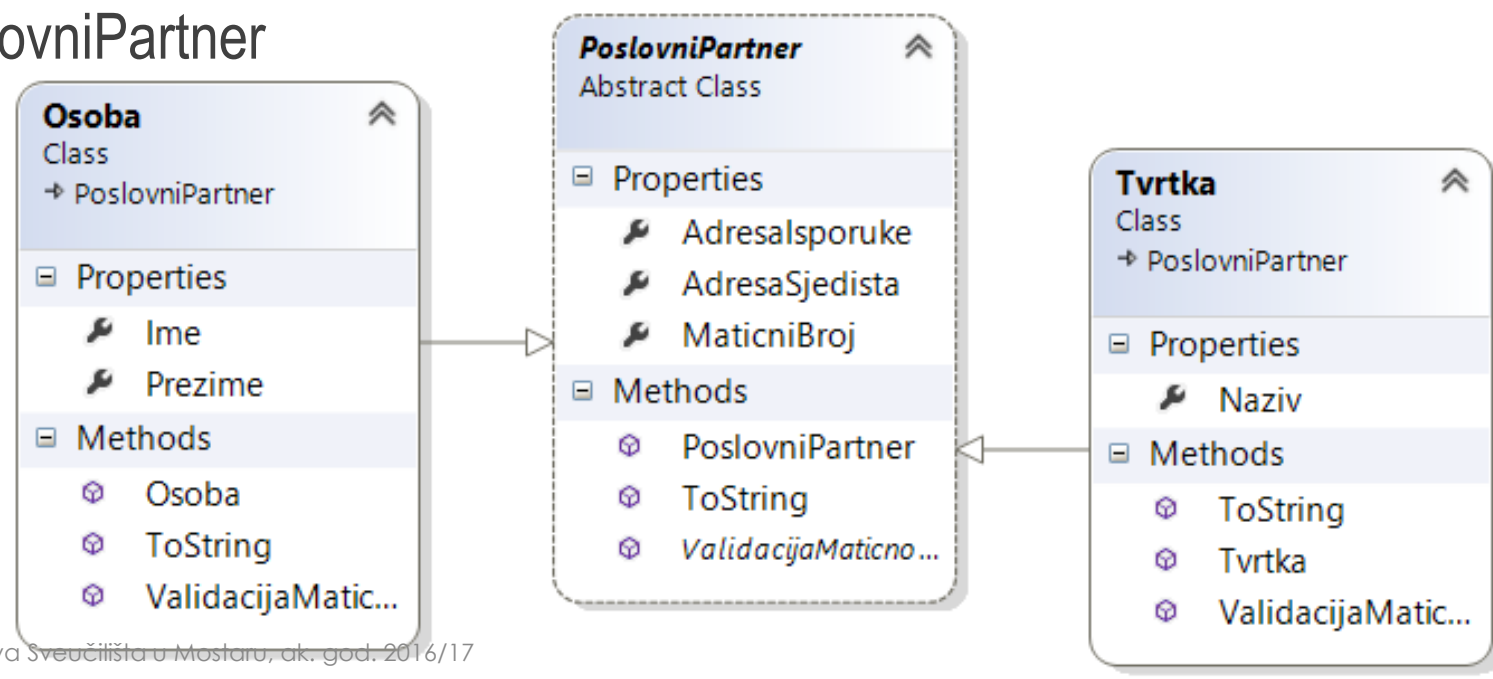 ovniPartner
Osoba
Class
PoslovniPartner
Properties
Ime
Prezime
Methods
Osoba
ToString
ValidacijaMatic...
PoslovniPartner
Abstract Class
Properties
AdresaIsporuke
AdresaSjedista
MaticniBroj
Methods
PoslovniPartner
ToString
ValidacijaMaticno...
Tvrtka
Class
PoslovniPartner
Properties
Naziv
Methods
ToString
Tvrtka
ValidacijaMatic...
a Sveučilišta u Mostaru, ak. god. 2016/17